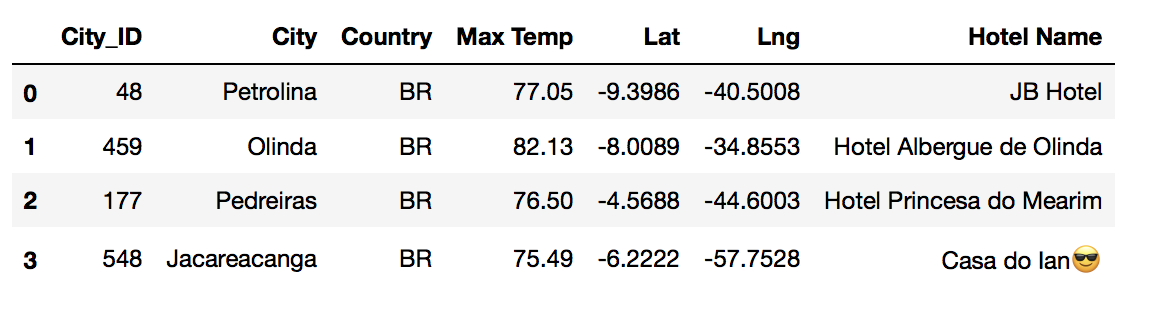 City_ID City Country Max Temp Lat Lng Hotel Name
0 48 Petrolina BR 77.05 -9.3986 -40.5008 JB Hotel
1 459 Olinda BR 82.13 -8.0089 -34.8553 Hotel Albergue de Olinda
2 177 Pedreiras BR 76.50 -4.5688 -44.6003 Hotel Princesa do Mearim
3 548 Jacareacanga BR 75.49 -6.2222 -57.7528 Casa do Ian😎